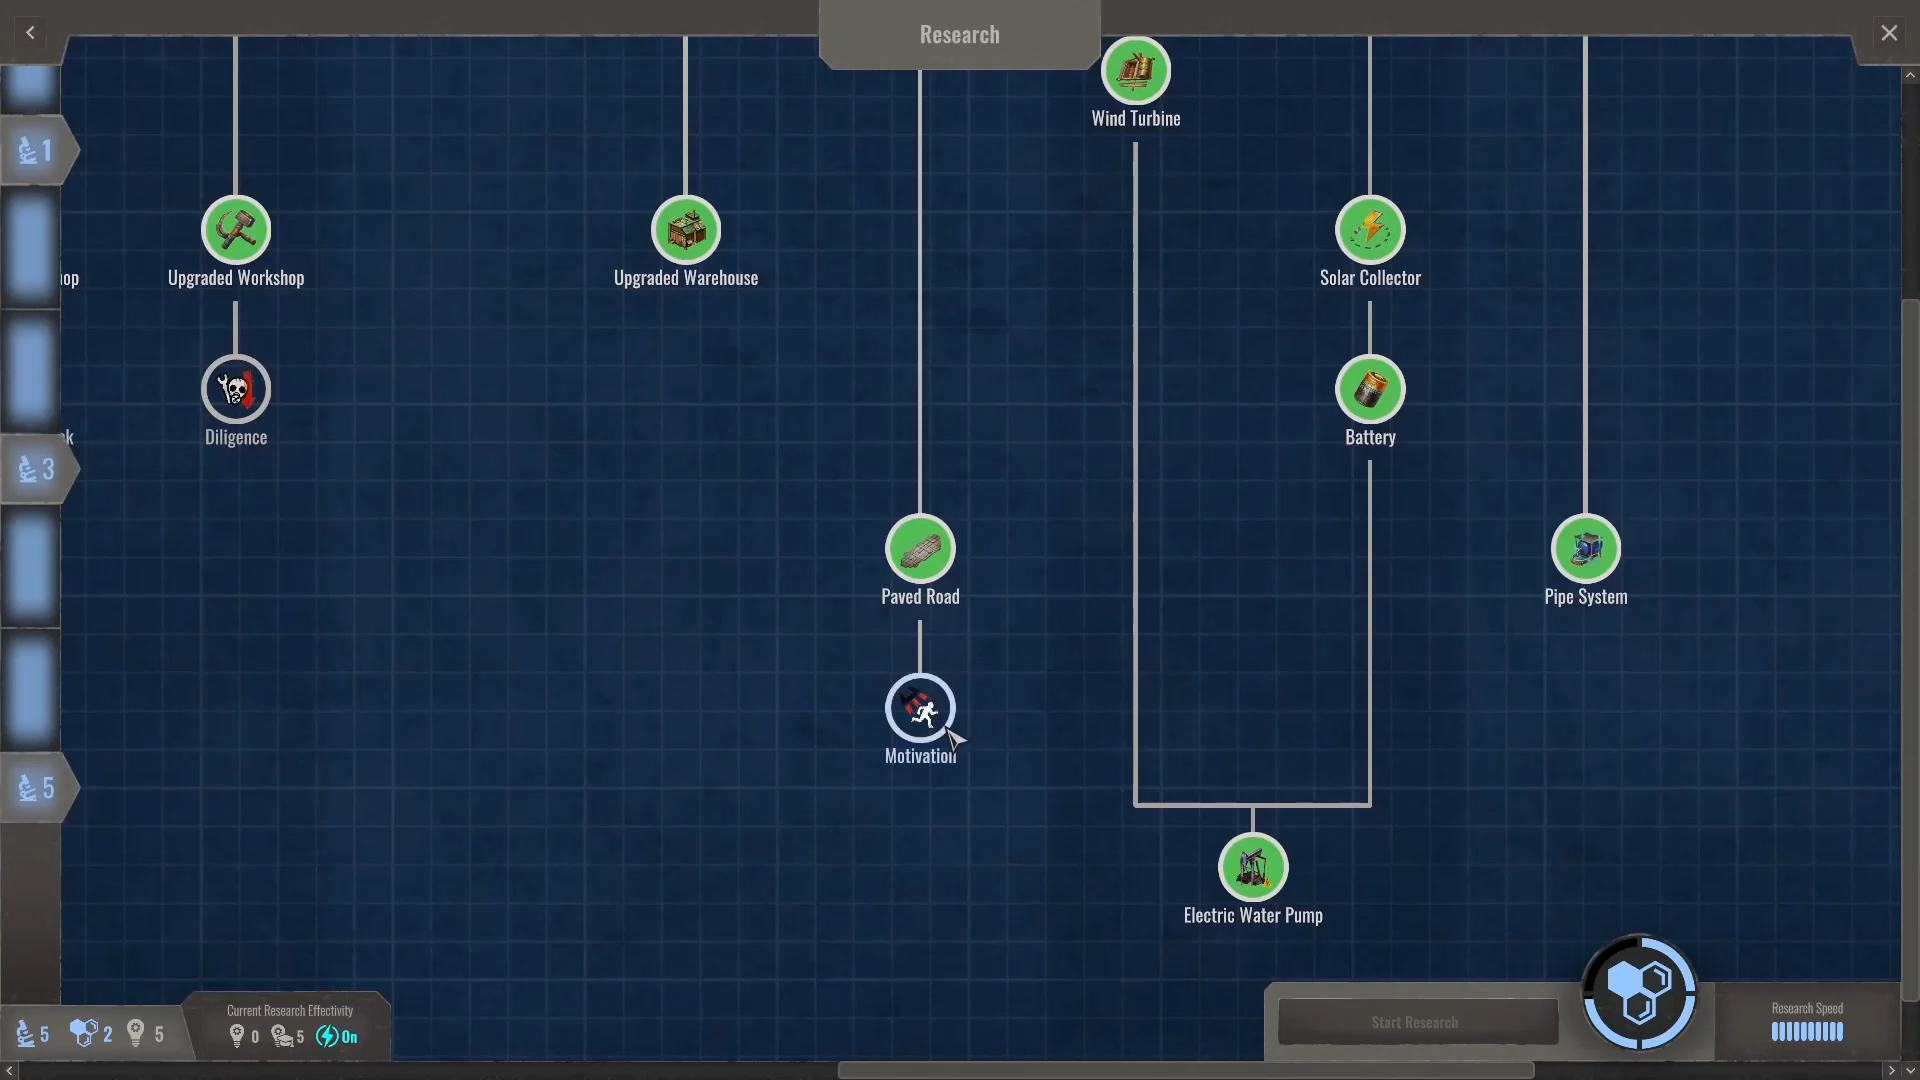 Research
Wind Turbine
1
Upgraded Workshop
Upgraded Warehouse
Solar Collector
op
Diligence
Battery
k
3
Paved Road
Pipe System
Motivation
5
Electric Water Pump
Current Research Effectivity
5 2 5
0 5 On
Start Research
Research Speed